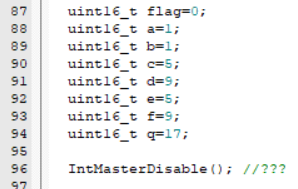 87 uint16_t flag=0;
88 uint16_t a=1;
89 uint16_t b=1;
90 uint16_t c=5;
91 uint16_t d=9;
92 uint16_t e=5;
93 uint16_t f=9;
94 uint16_t q=17;
95
96 IntMasterDisable(); //???
97